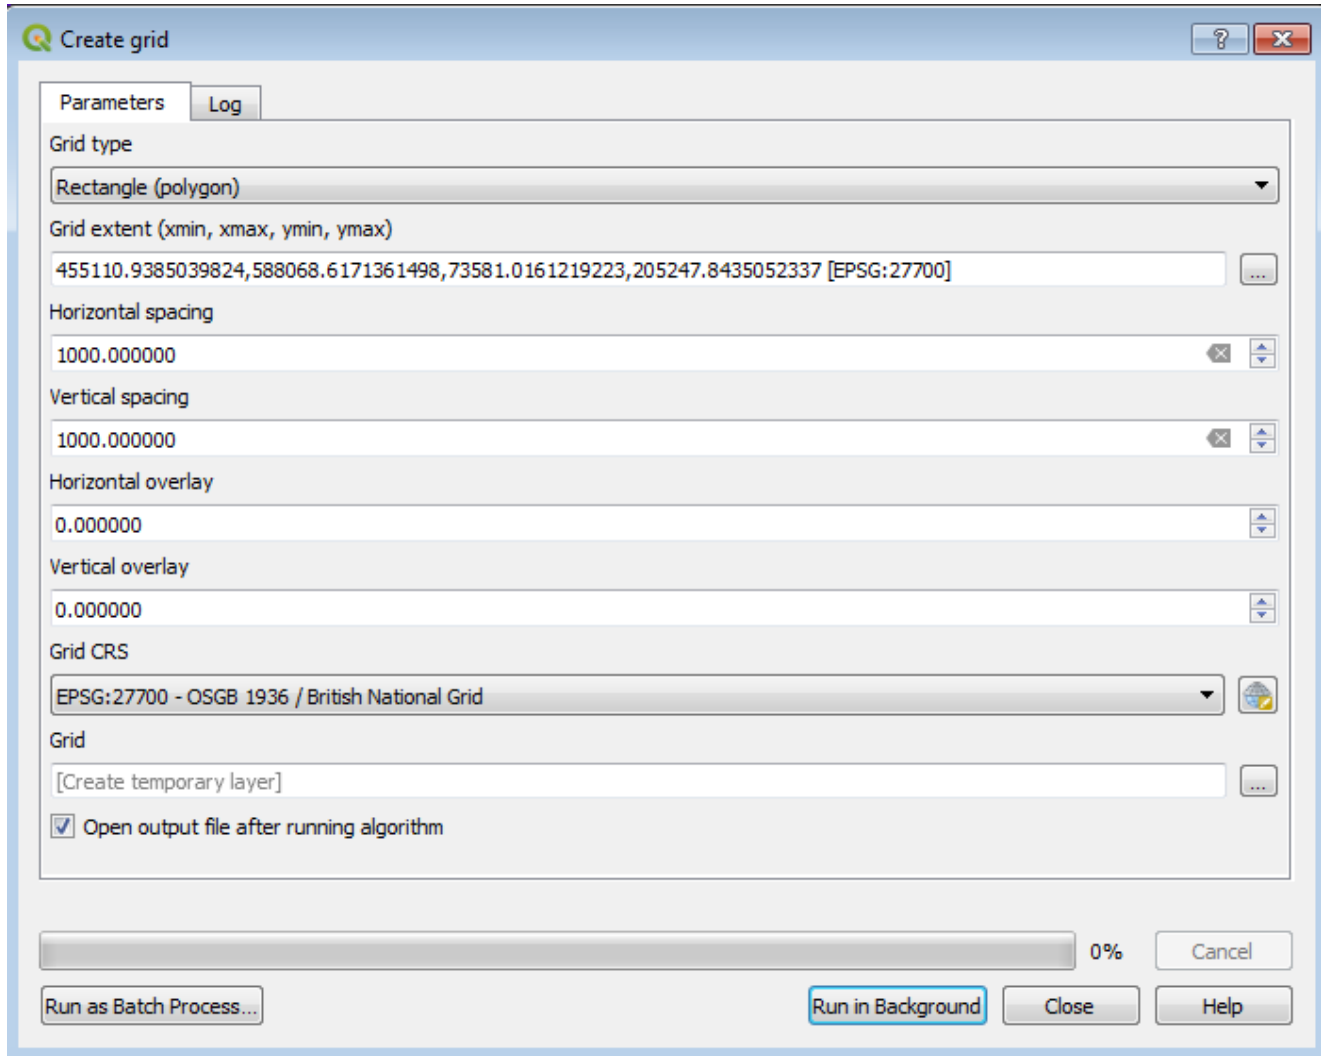 Create grid
?
Parameters
Log
Grid type
Rectangle (polygon)
Grid extent (xmin, xmax, ymin, ymax)
455110.9385039824,588068.6171361498,73581.0161219223,205247.8435052337 [EPSG:27700]
...
Horizontal spacing
1000.000000
Vertical spacing
1000.000000
Horizontal overlay
0.000000
Vertical overlay
0.000000
Grid CRS
EPSG:27700 - OSGB 1936 / British National Grid
Grid
[Create temporary layer]
...
Open output file after running algorithm
0%
Cancel
Run as Batch Process...
Run in Background
Close
Help